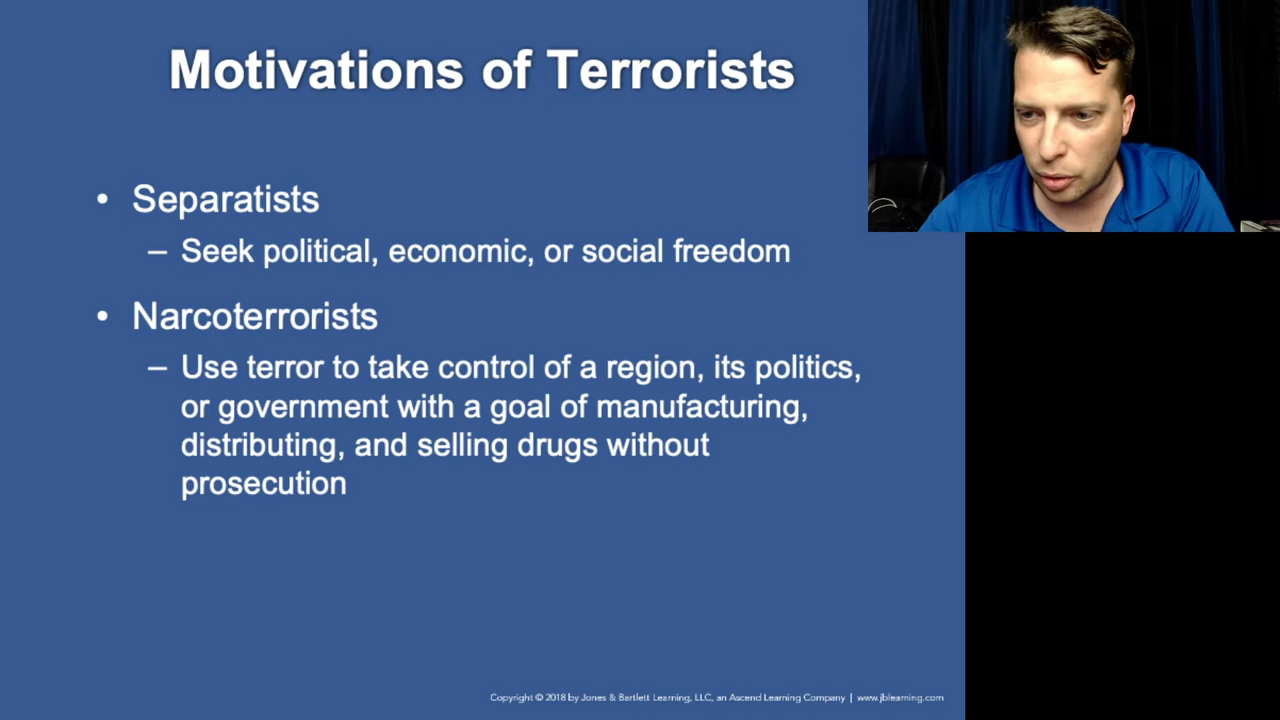 Motivations of Terrorists
• Separatists
– Seek political, economic, or social freedom
• Narcoterrorists
– Use terror to take control of a region, its politics,
or government with a goal of manufacturing,
distributing, and selling drugs without
prosecution
Copyright © 2018 by Jones & Bartlett Learning, LLC, an Ascend Learning Company | www.jblearning.com